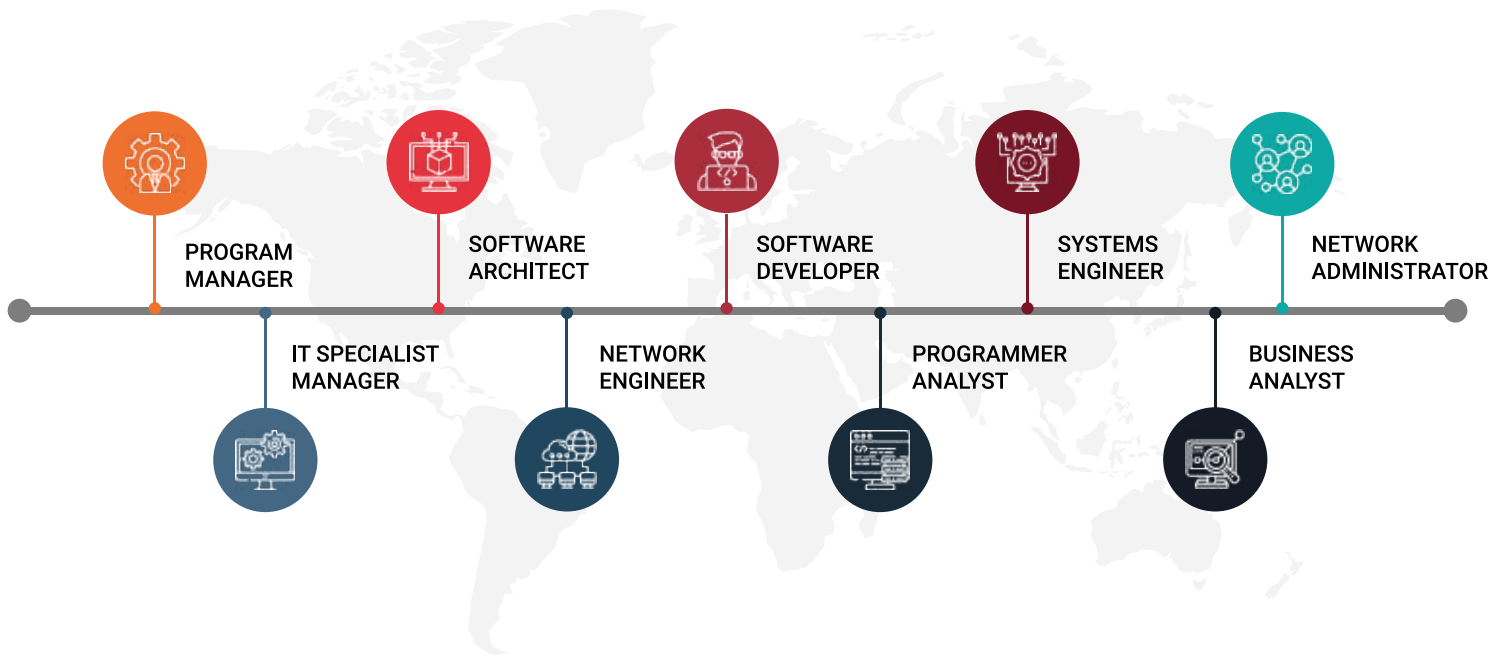 PROGRAM
MANAGER
SOFTWARE
ARCHITECT
SOFTWARE
DEVELOPER
SYSTEMS
ENGINEER
NETWORK
ADMINISTRATOR
IT SPECIALIST
MANAGER
NETWORK
ENGINEER
PROGRAMMER
ANALYST
BUSINESS
ANALYST